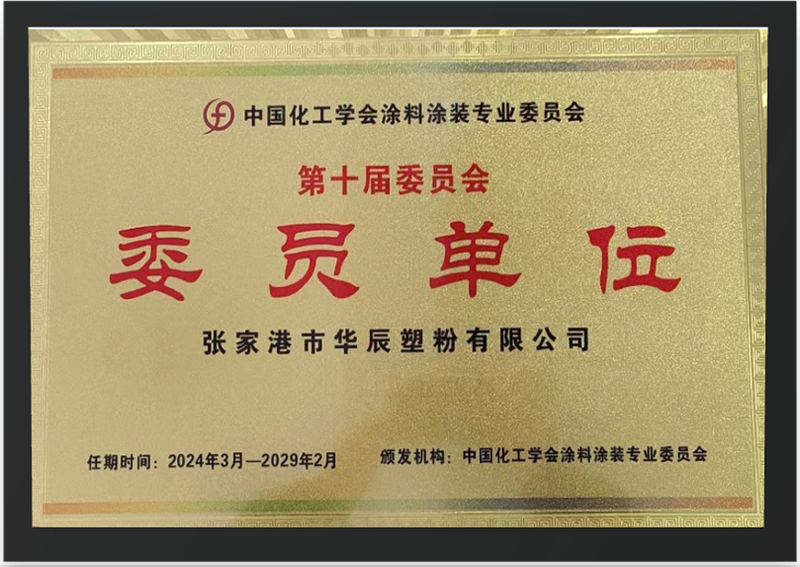 中国化工学会涂料涂装专业委员会
第十届委员会
委员单位
张家港市华辰塑粉有限公司
任期时间：2024年3月—2029年2月 颁发机构：中国化工学会涂料涂装专业委员会